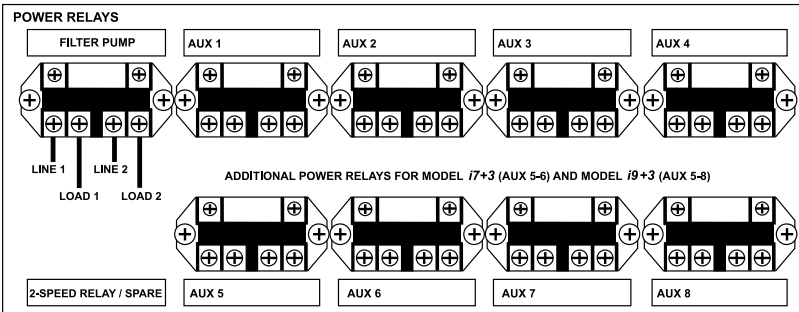 POWER RELAYS
FILTER PUMP
AUX 1
AUX 2
AUX 3
AUX 4
LINE 1
LINE 2
LOAD 1
LOAD 2
ADDITIONAL POWER RELAYS FOR MODEL i7+3 (AUX 5-6) AND MODEL i9+3 (AUX 5-8)
2-SPEED RELAY / SPARE
AUX 5
AUX 6
AUX 7
AUX 8